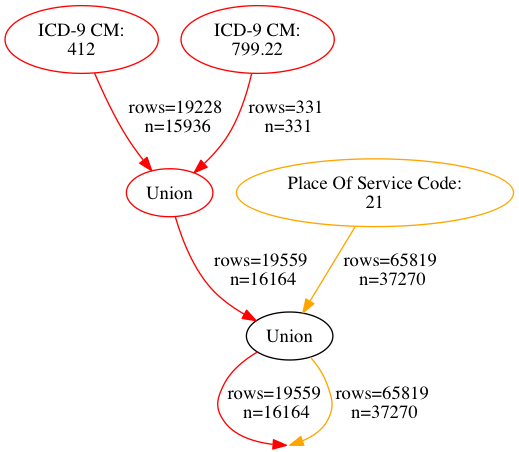 ICD-9 CM:
412
ICD-9 CM:
799.22
rows=19228
n=15936
rows=331
n=331
Union
Place Of Service Code:
21
rows=19559
n=16164
rows=65819
n=37270
Union
rows=19559
n=16164
rows=65819
n=37270